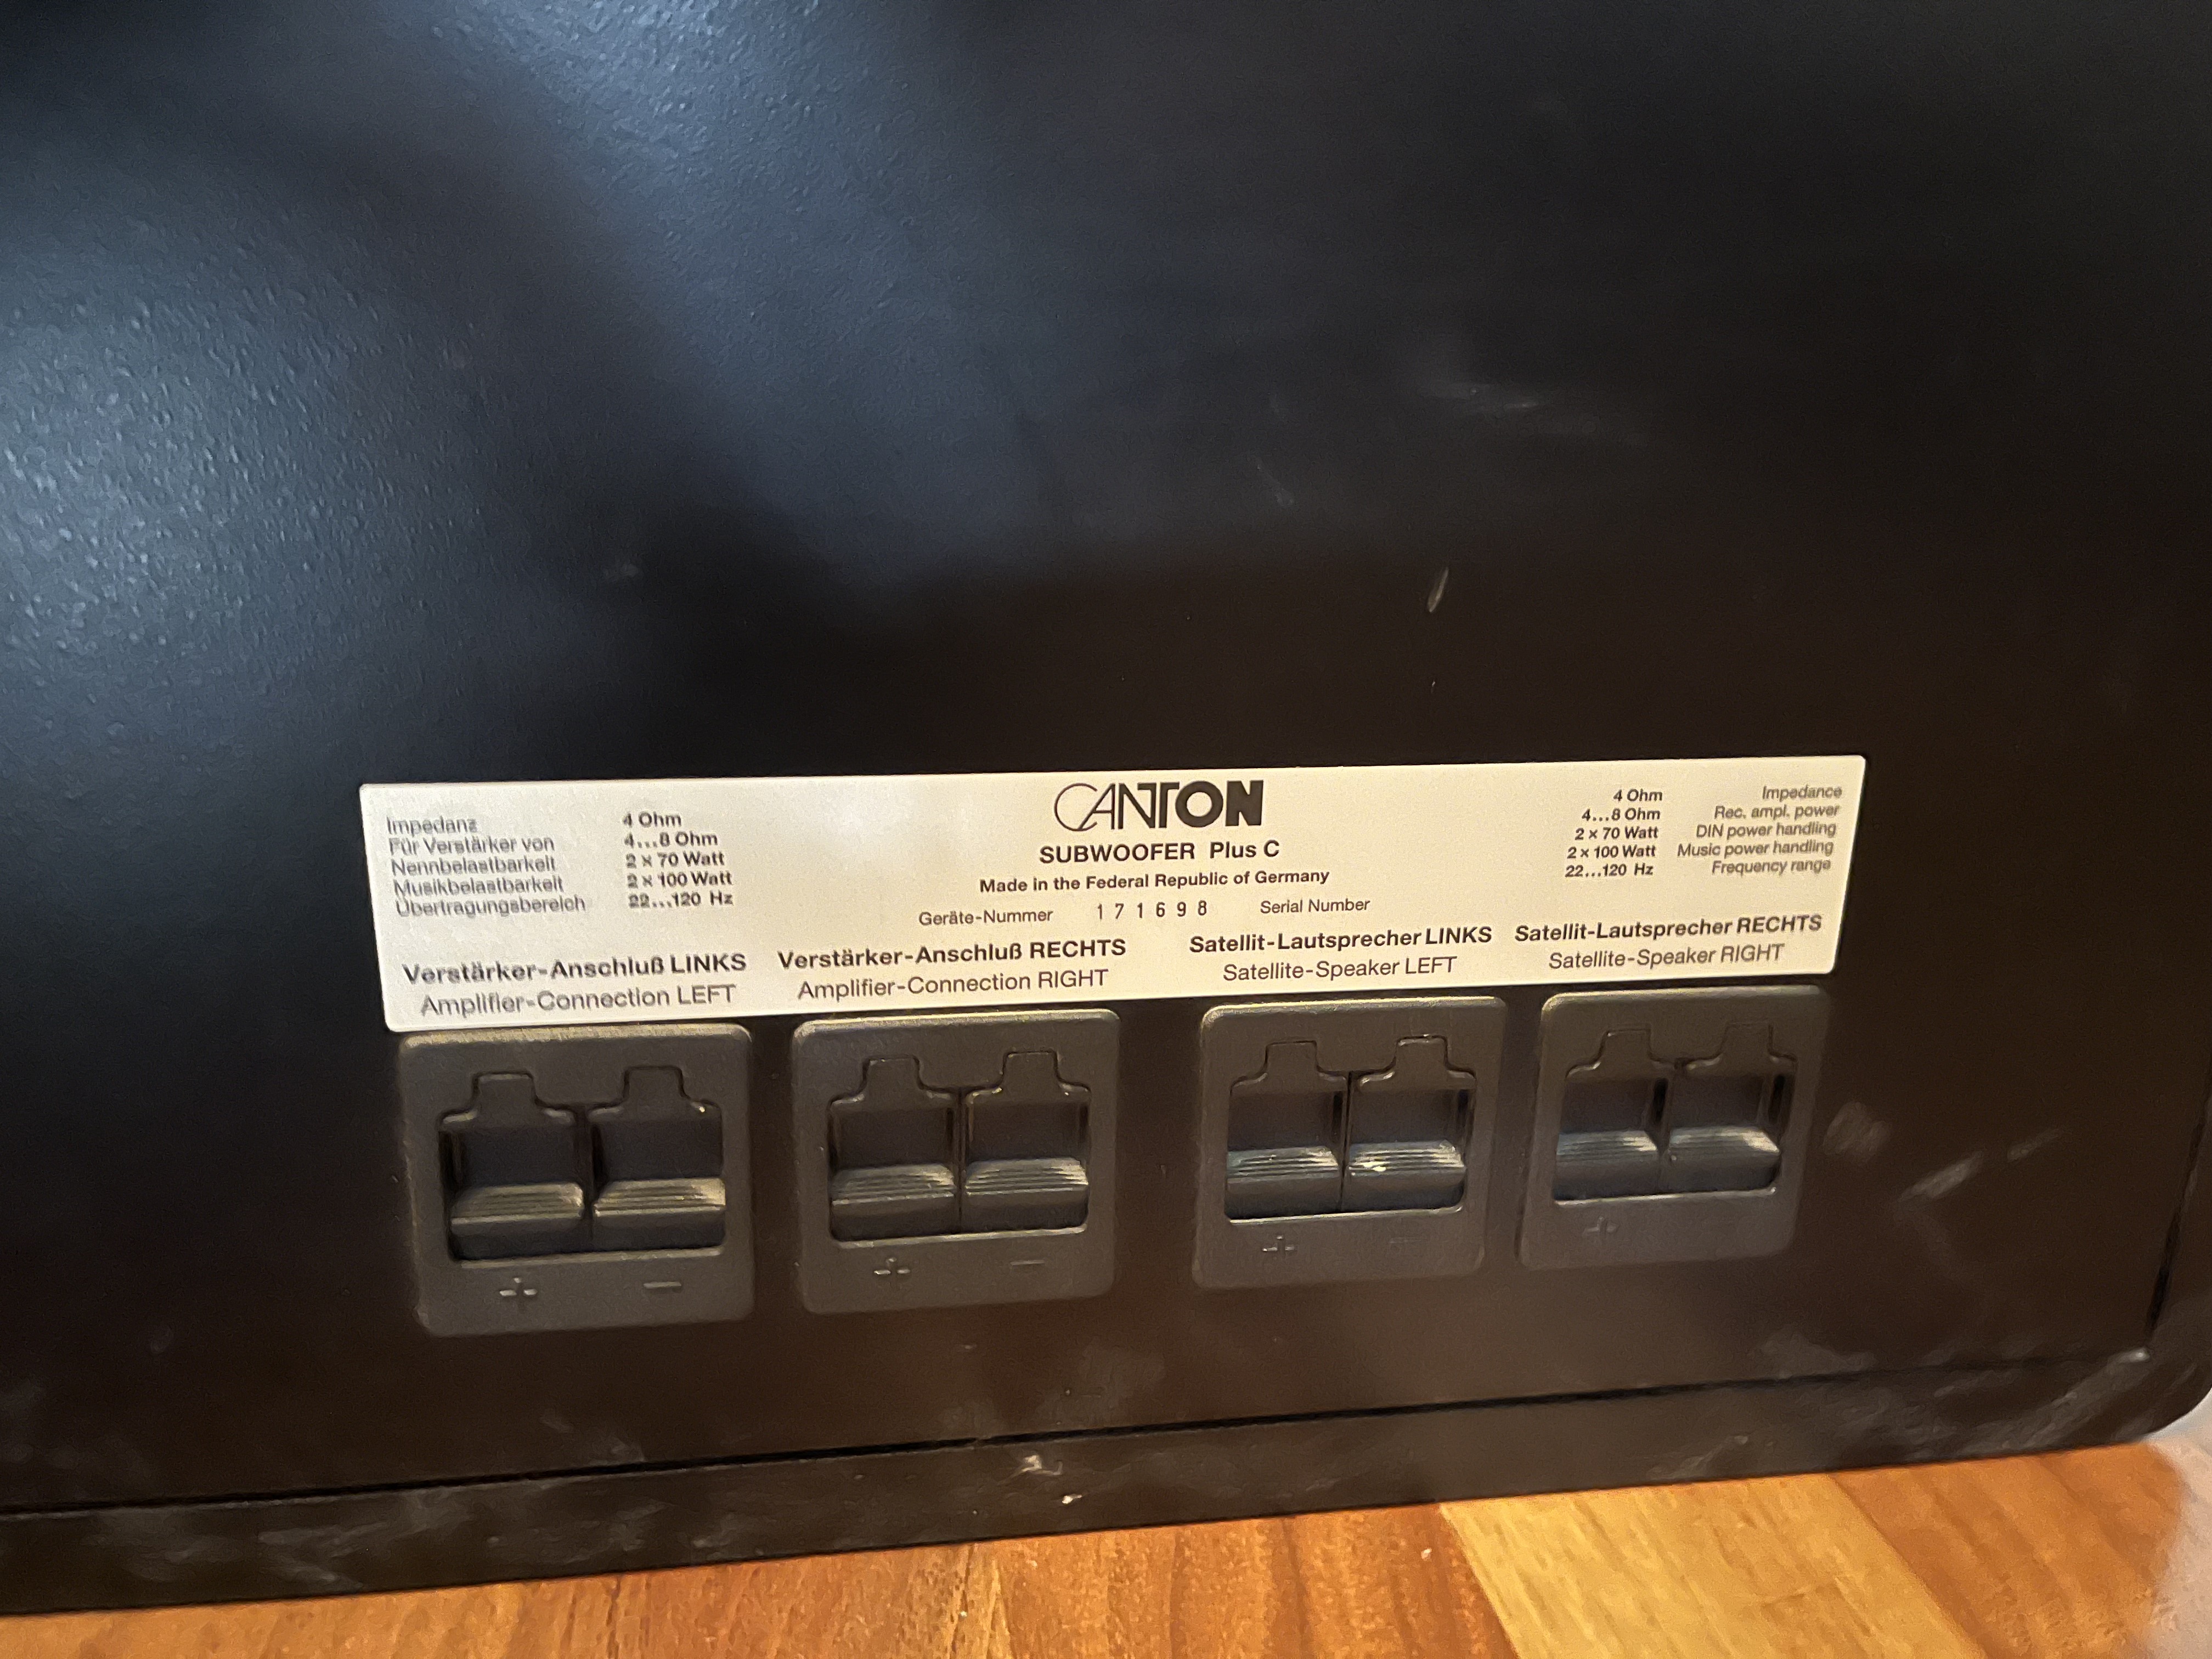 CANTON
SUBWOOFER Plus C
Made in the Federal Republic of Germany
Geräte-Nummer 171698 Serial Number
Impedanz 4 Ohm
Für Verstärker von 4...8 Ohm
Nennbelastbarkeit 2 x 70 Watt
Musikbelastbarkeit 2 x 100 Watt
Übertragungsbereich 22...120 Hz
4 Ohm Impedance
4...8 Ohm Rec. ampl. power
2 x 70 Watt DIN power handling
2 x 100 Watt Music power handling
22...120 Hz Frequency range
Verstärker-Anschluß LINKS
Amplifier-Connection LEFT
Verstärker-Anschluß RECHTS
Amplifier-Connection RIGHT
Satellit-Lautsprecher LINKS
Satellite-Speaker LEFT
Satellit-Lautsprecher RECHTS
Satellite-Speaker RIGHT
+ −
+ −
+ −
+